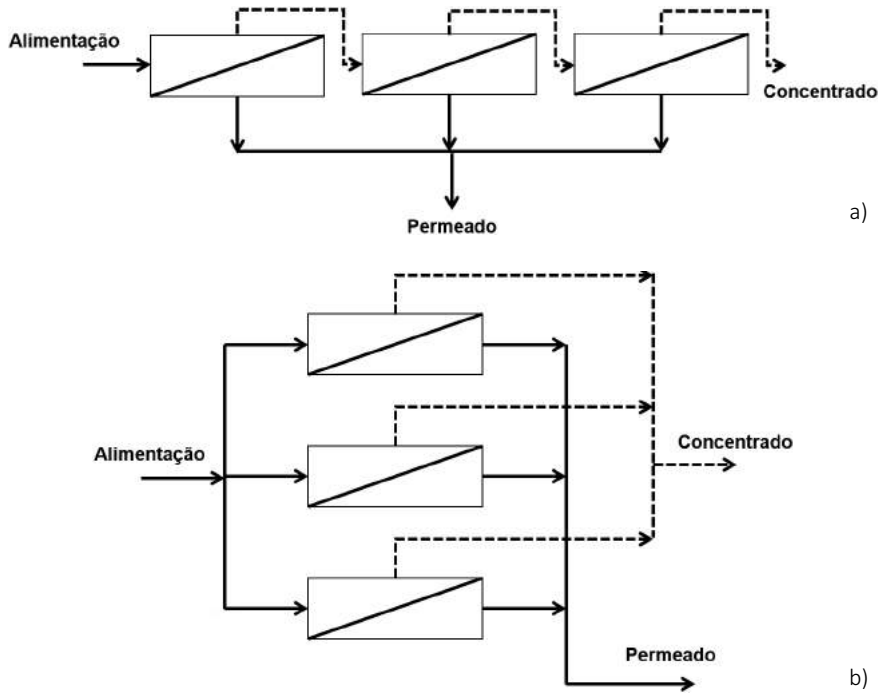 Alimentação
Concentrado
Permeado
a)
Alimentação
Concentrado
Permeado
b)